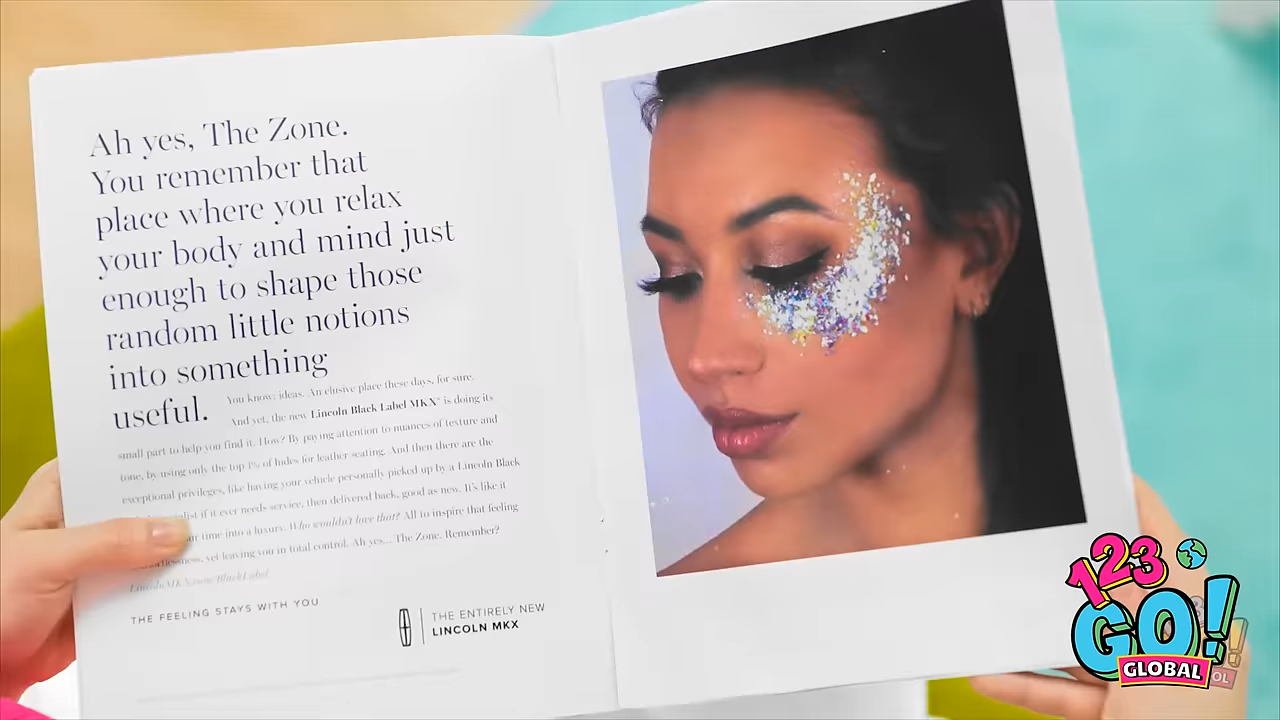 Ah yes, The Zone.
You remember that
place where you relax
your body and mind just
enough to shape those
random little notions
into something
useful. You know: ideas. An elusive place these days, for sure.
And yet, the new Lincoln Black Label MKX® is doing its
small part to help you find it. How? By paying attention to nuances of texture and
tone, by using only the top 1% of hides for leather seating. And then there are the
exceptional privileges, like having your vehicle personally picked up by a Lincoln Black
if it ever needs service, then delivered back, good as new. It's like it
time into a luxury. Who wouldn't love that? All to inspire that feeling
yet leaving you in total control. Ah yes... The Zone. Remember?
LincolnMKX.com/BlackLabel
THE FEELING STAYS WITH YOU
THE ENTIRELY NEW
LINCOLN MKX
123
GO!
GLOBAL
OL